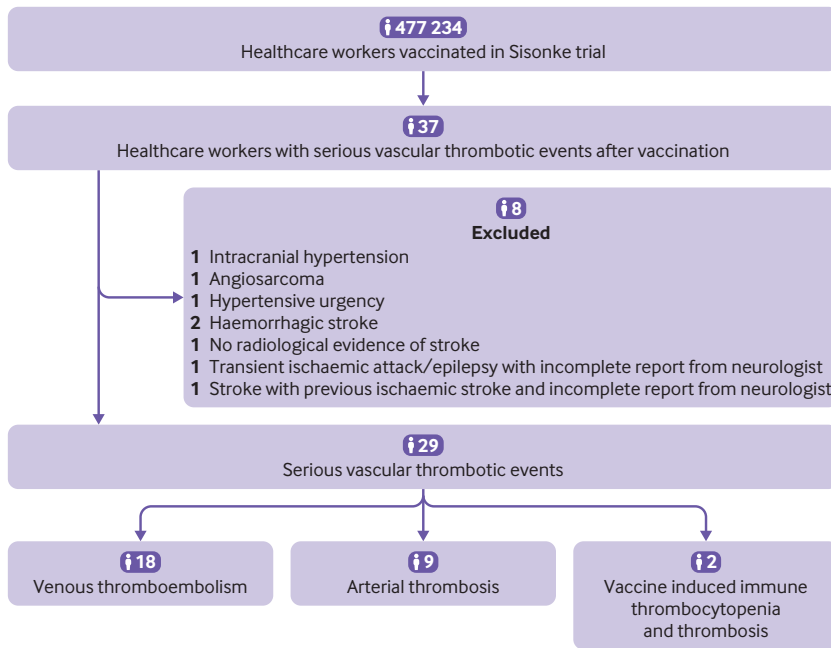 477 234
Healthcare workers vaccinated in Sisonke trial
37
Healthcare workers with serious vascular thrombotic events after vaccination
8
Excluded
1 Intracranial hypertension
1 Angiosarcoma
1 Hypertensive urgency
2 Haemorrhagic stroke
1 No radiological evidence of stroke
1 Transient ischaemic attack/epilepsy with incomplete report from neurologist
1 Stroke with previous ischaemic stroke and incomplete report from neurologist
29
Serious vascular thrombotic events
18
Venous thromboembolism
9
Arterial thrombosis
2
Vaccine induced immune
thrombocytopenia
and thrombosis